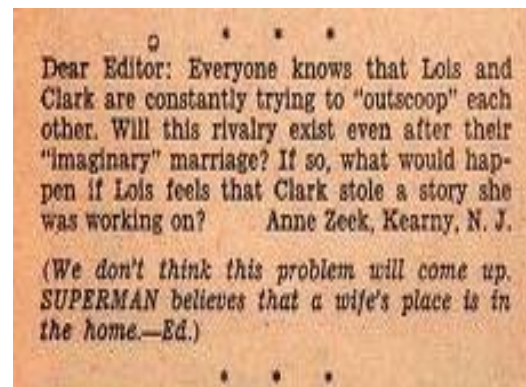 Dear Editor: Everyone knows that Lois and
Clark are constantly trying to "outscoop" each
other. Will this rivalry exist even after their
"imaginary" marriage? If so, what would hap-
pen if Lois feels that Clark stole a story she
was working on? Anne Zeek, Kearny, N. J.
(We don't think this problem will come up.
SUPERMAN believes that a wife's place is in
the home.—Ed.)